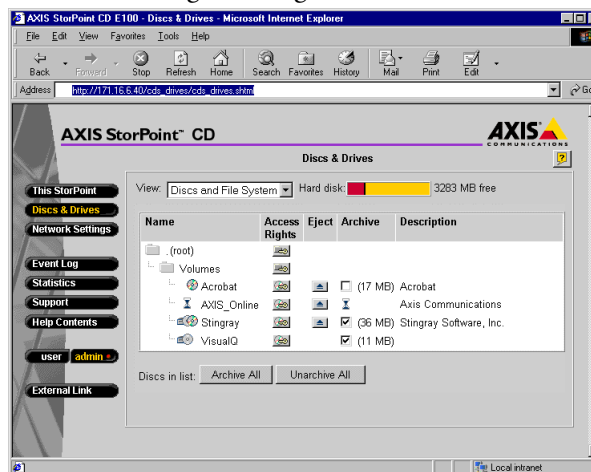 AXIS StorPoint CD E100 - Discs & Drives - Microsoft Internet Explorer
File Edit View Favorites Tools Help
Back Forward Stop Refresh Home Search Favorites History Mail Print Edit
Address http://171.16.6.40/cds_drives/cds_drives.shtml Go
AXIS StorPoint™ CD
AXIS
COMMUNICATIONS
Discs & Drives
This StorPoint
Discs & Drives
Network Settings
Event Log
Statistics
Support
Help Contents
user admin
External Link
View: Discs and File System Hard disk: 3283 MB free
Name Access Rights Eject Archive Description
. (root)
Volumes
Acrobat (17 MB) Acrobat
AXIS_Online Axis Communications
Stingray (36 MB) Stingray Software, Inc.
VisualQ (11 MB)
Discs in list: Archive All Unarchive All
Local intranet